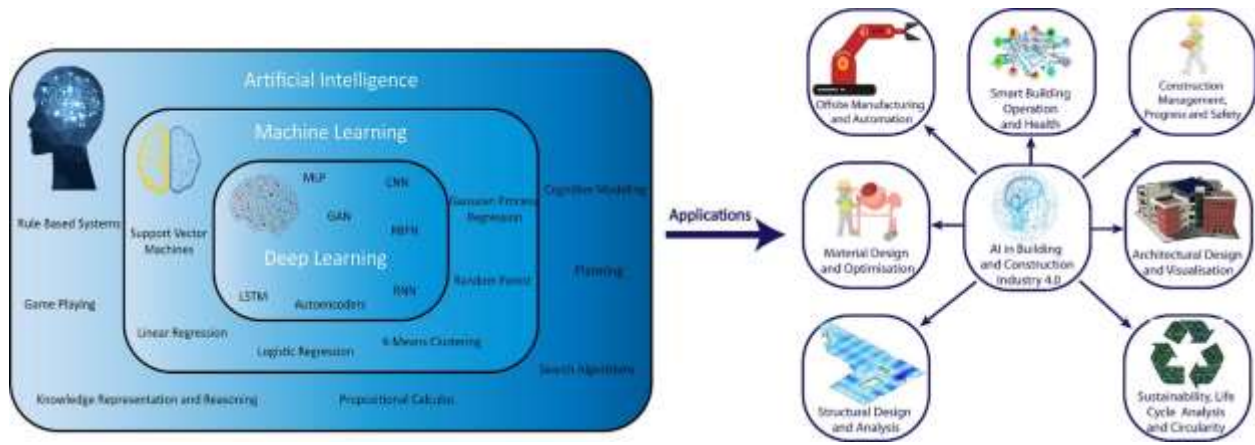 Artificial Intelligence
Machine Learning
MLP
CNN
GAN
RBFN
Deep Learning
LSTM
Autoencoders
RNN
Support Vector
Machines
Gaussian Process
Regression
Random Forest
Linear Regression
Logistic Regression
K-Means Clustering
Rule Based Systems
Game Playing
Cognitive Modeling
Planning
Search Algorithms
Knowledge Representation and Reasoning
Propositional Calculus
Applications
Offsite Manufacturing
and Automation
Smart Building
Operation
and Health
Construction
Management,
Progress and Safety
Material Design
and Optimisation
AI in Building
and Construction
Industry 4.0
Architectural Design
and Visualisation
Structural Design
and Analysis
Sustainability, Life
Cycle Analysis
and Circularity